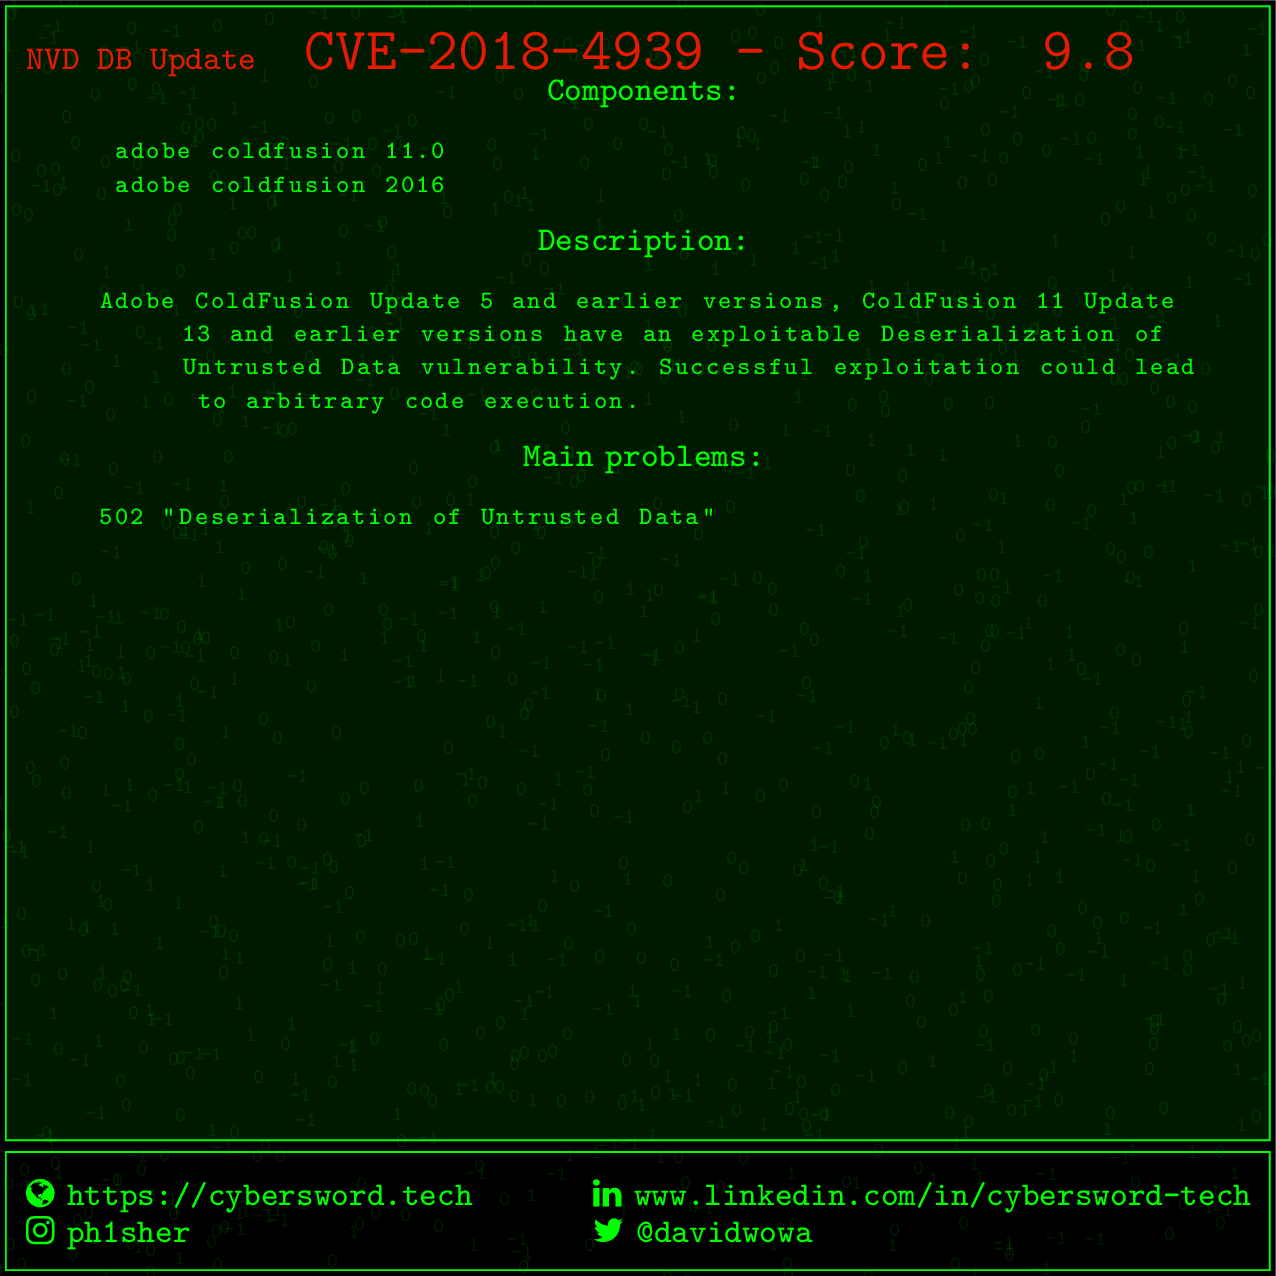 NVD DB Update CVE-2018-4939 - Score: 9.8
Components:
adobe coldfusion 11.0
adobe coldfusion 2016
Description:
Adobe ColdFusion Update 5 and earlier versions, ColdFusion 11 Update
13 and earlier versions have an exploitable Deserialization of
Untrusted Data vulnerability. Successful exploitation could lead
to arbitrary code execution.
Main problems:
502 "Deserialization of Untrusted Data"
https://cybersword.tech
www.linkedin.com/in/cybersword-tech
ph1sher
@davidwowa